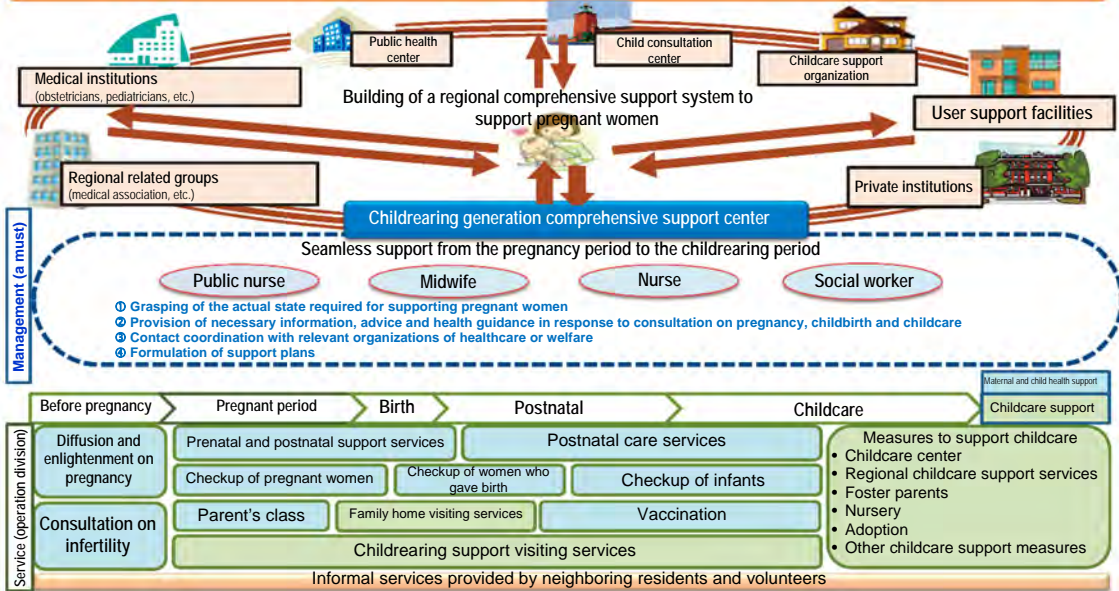 Public health
center
Child consultation
center
Childcare support
organization
Medical institutions
(obstetricians, pediatricians, etc.)
Building of a regional comprehensive support system to
support pregnant women
User support facilities
Regional related groups
(medical association, etc.)
Private institutions
Childrearing generation comprehensive support center
Management (a must)
Seamless support from the pregnancy period to the childrearing period
Public nurse
Midwife
Nurse
Social worker
① Grasping of the actual state required for supporting pregnant women
② Provision of necessary information, advice and health guidance in response to consultation on pregnancy, childbirth and childcare
③ Contact coordination with relevant organizations of healthcare or welfare
④ Formulation of support plans
Maternal and child health support
Childcare support
Before pregnancy
Pregnant period
Birth
Postnatal
Childcare
Service (operation division)
Diffusion and
enlightenment on
pregnancy
Prenatal and postnatal support services
Postnatal care services
Checkup of pregnant women
Checkup of women who
gave birth
Checkup of infants
Consultation on
infertility
Parent's class
Family home visiting services
Vaccination
Childrearing support visiting services
Measures to support childcare
• Childcare center
• Regional childcare support services
• Foster parents
• Nursery
• Adoption
• Other childcare support measures
Informal services provided by neighboring residents and volunteers